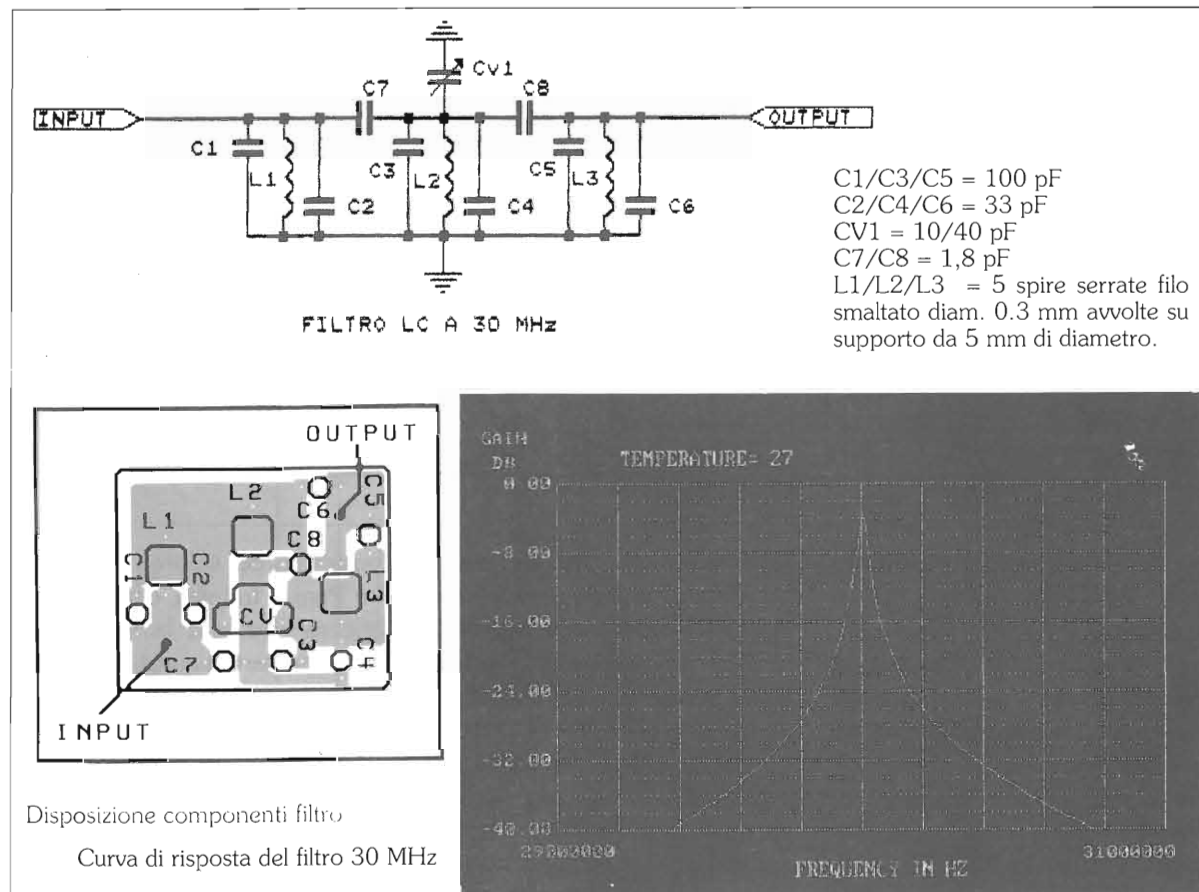 Cv1
C7
C8
INPUT
OUTPUT
C1
L1
C2
C3
L2
C4
C5
L3
C6
FILTRO LC A 30 MHz
C1/C3/C5 = 100 pF
C2/C4/C6 = 33 pF
CV1 = 10/40 pF
C7/C8 = 1,8 pF
L1/L2/L3 = 5 spire serrate filo
smaltato diam. 0.3 mm avvolte su
supporto da 5 mm di diametro.
OUTPUT
L1
L2
C6
C5
C8
C1
C2
CV
L3
C3
C4
C7
INPUT
Disposizione componenti filtro
Curva di risposta del filtro 30 MHz
GAIN
DB
TEMPERATURE= 27
0.00
-8.00
-16.00
-24.00
-32.00
-40.00
29000000
31000000
FREQUENCY IN HZ